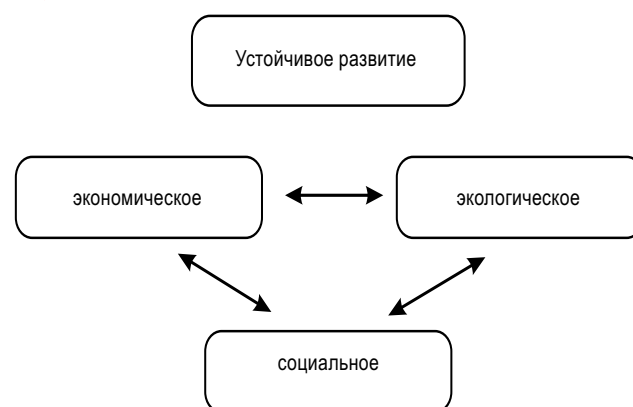 Устойчивое развитие
экономическое
экологическое
социальное